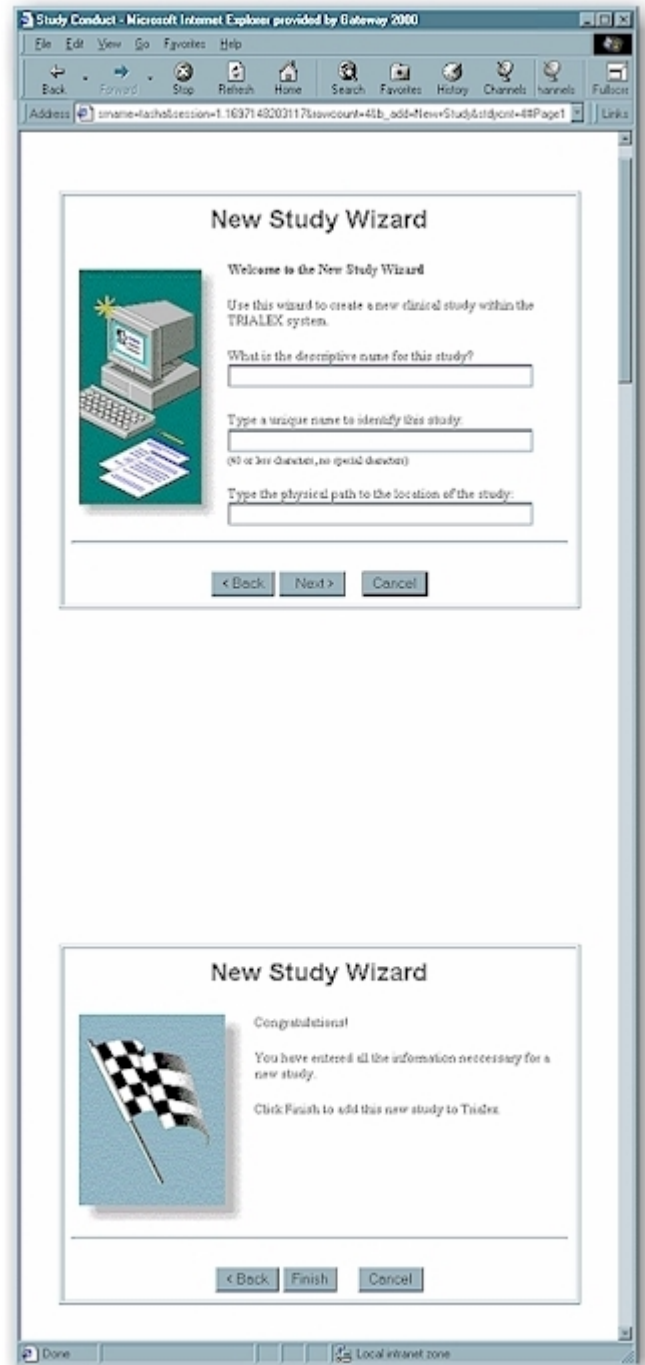 Study Conduct - Microsoft Internet Explorer provided by Gateway 2000
File Edit View Go Favorites Help
Back Forward Stop Refresh Home Search Favorites History Channels hannels Fullscre
Address Links
New Study Wizard
Welcome to the New Study Wizard
Use this wizard to create a new clinical study within the
TRIALEX system.
What is the descriptive name for this study?
Type a unique name to identify this study:
(40 or less characters, no special characters)
Type the physical path to the location of the study:
< Back Next > Cancel
New Study Wizard
Congratulations!
You have entered all the information neccessary for a
new study.
Click Finish to add this new study to Trialex
< Back Finish Cancel
Done Local intranet zone